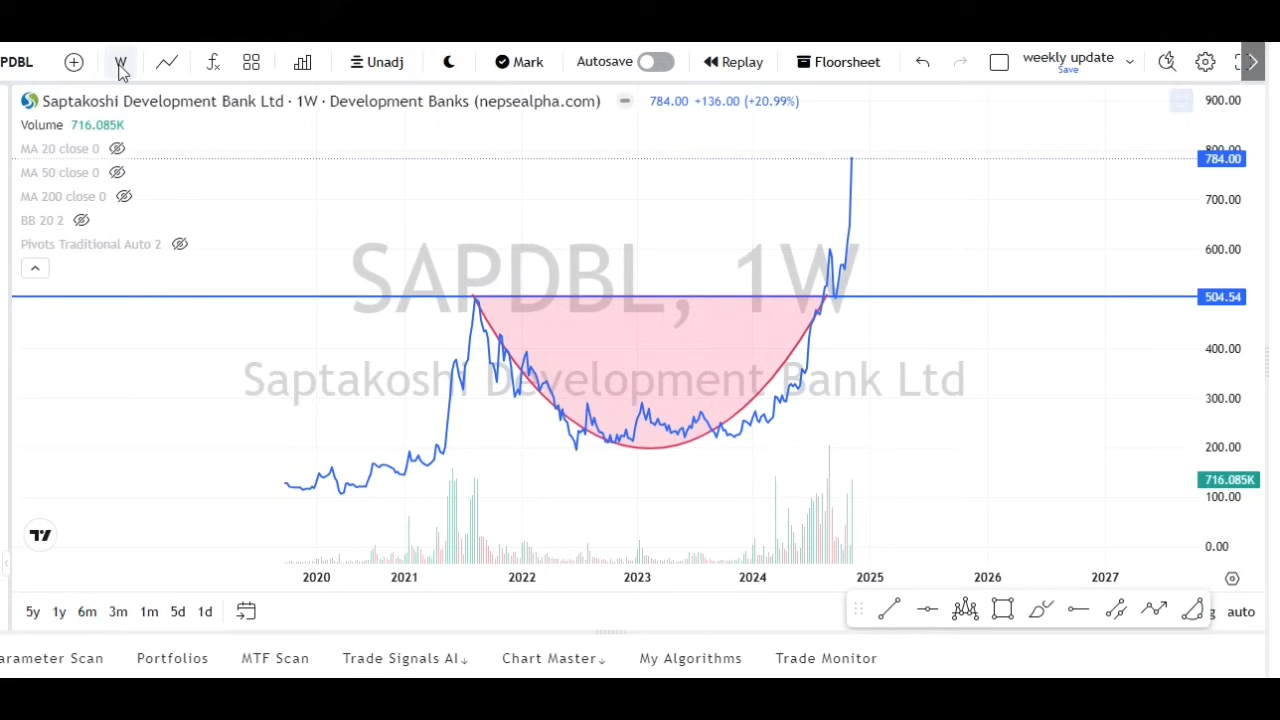 PDBL W Unadj Mark Autosave Replay Floorsheet weekly update
Save
Saptakoshi Development Bank Ltd · 1W · Development Banks (nepsealpha.com) 784.00 +136.00 (+20.99%) 900.00
Volume 716.085K
MA 20 close 0
800.00
784.00
MA 50 close 0
MA 200 close 0
700.00
BB 20 2
Pivots Traditional Auto 2
600.00
SAPDBL, 1W
504.54
400.00
Saptakoshi Development Bank Ltd
300.00
200.00
716.085K
100.00
0.00
2020 2021 2022 2023 2024 2025 2026 2027
5y 1y 6m 3m 1m 5d 1d auto
arameter Scan Portfolios MTF Scan Trade Signals AI↓ Chart Master↓ My Algorithms Trade Monitor